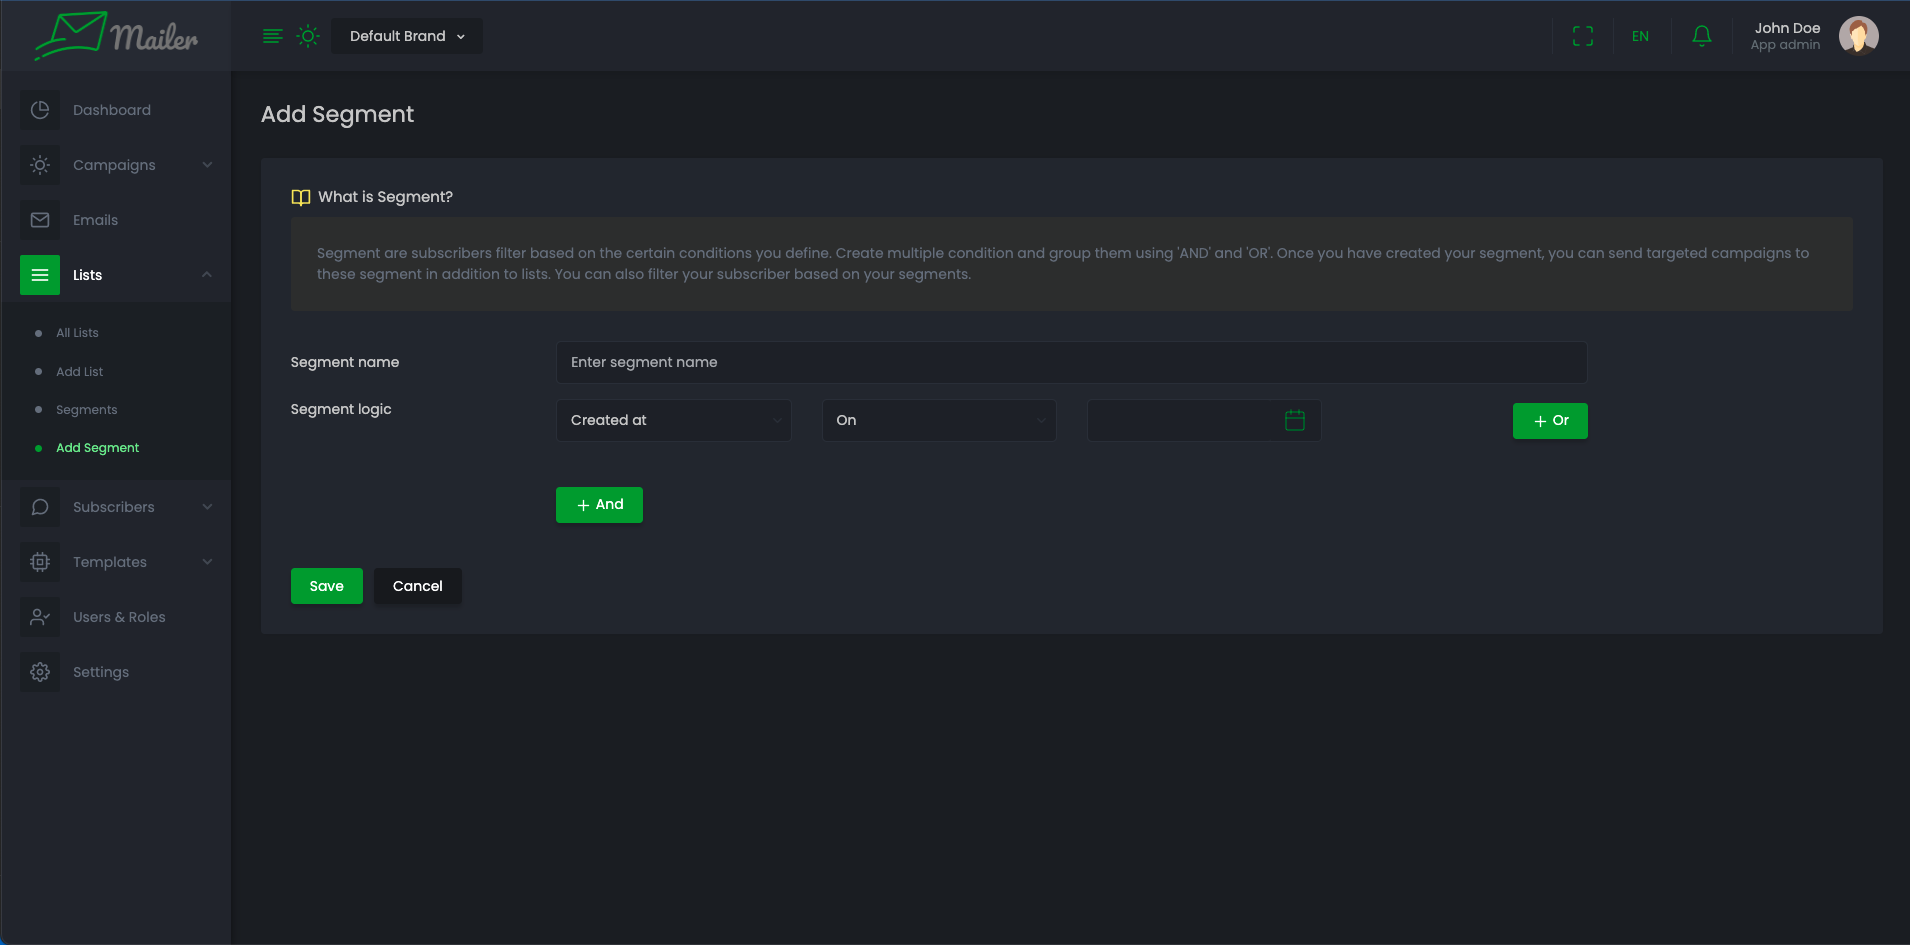 Mailer
Default Brand
EN
John Doe
App admin
Dashboard
Campaigns
Emails
Lists
All Lists
Add List
Segments
Add Segment
Subscribers
Templates
Users & Roles
Settings
Add Segment
What is Segment?
Segment are subscribers filter based on the certain conditions you define. Create multiple condition and group them using 'AND' and 'OR'. Once you have created your segment, you can send targeted campaigns to
these segment in addition to lists. You can also filter your subscriber based on your segments.
Segment name
Enter segment name
Segment logic
Created at
On
+ Or
+ And
Save
Cancel